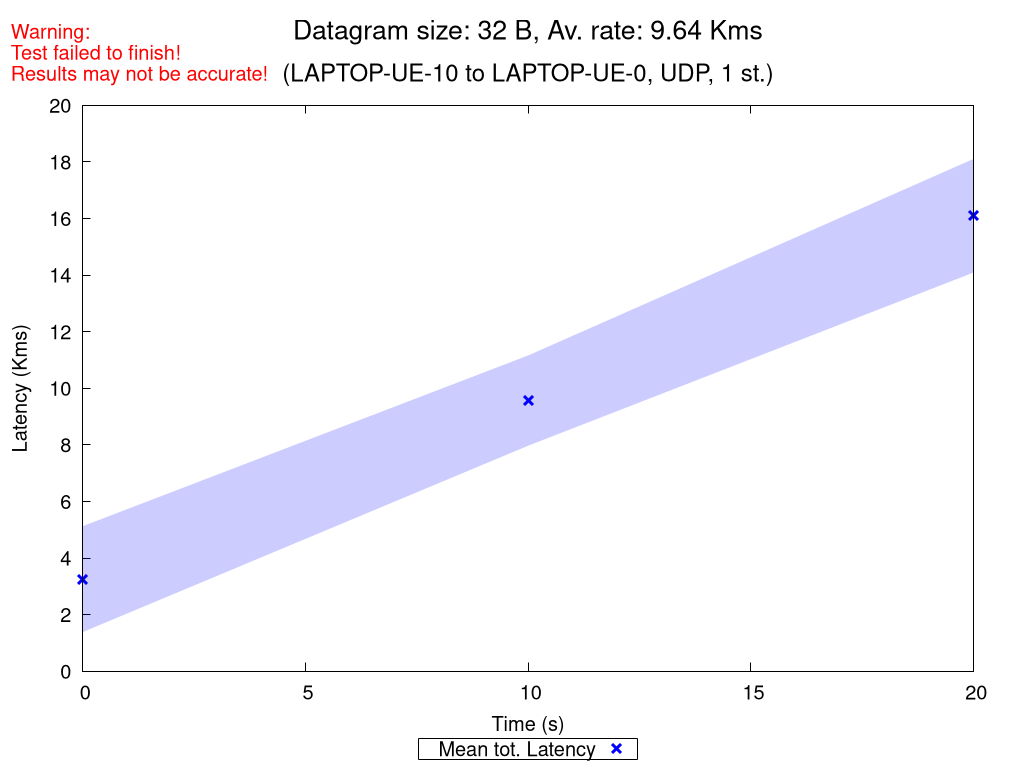 Warning:
Test failed to finish!
Results may not be accurate!
Datagram size: 32 B, Av. rate: 9.64 Kms
(LAPTOP-UE-10 to LAPTOP-UE-0, UDP, 1 st.)
20
18
16
14
12
10
8
6
4
2
0
Latency (Kms)
0 5 10 15 20
Time (s)
Mean tot. Latency